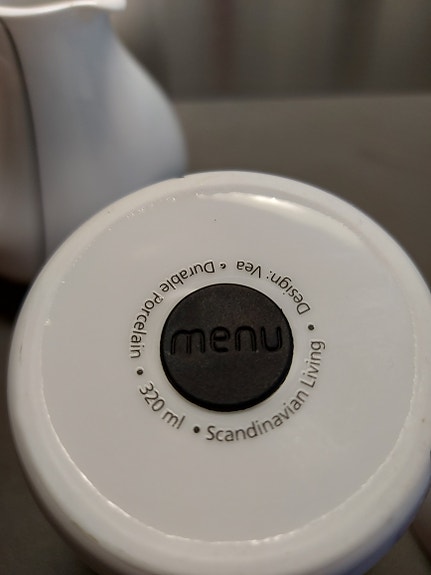 menu
Scandinavian Living • Design: Vea • Durable Porcelain • 320 ml •